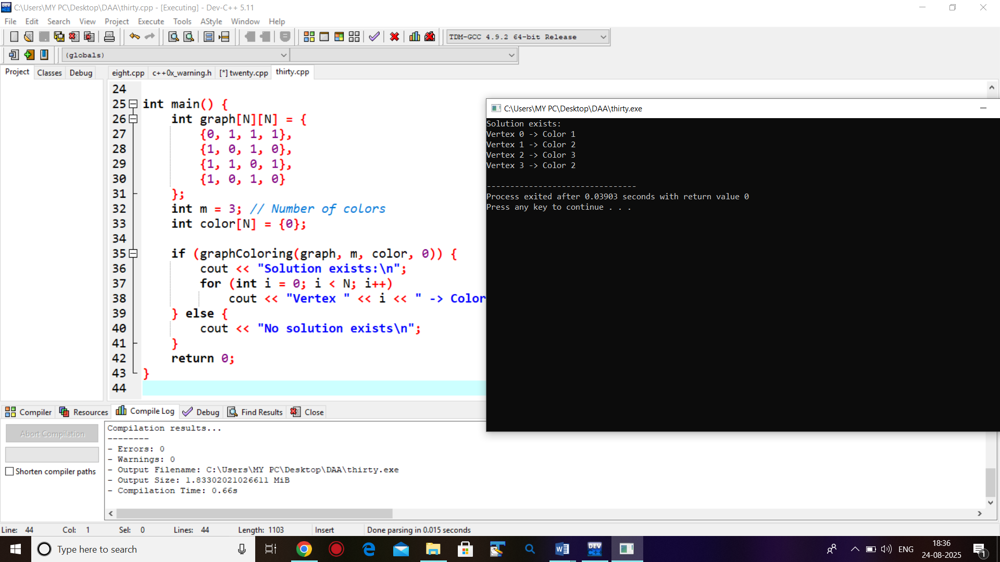 C:\Users\MY PC\Desktop\DAA\thirty.cpp - [Executing] - Dev-C++ 5.11
File Edit Search View Project Execute Tools AStyle Window Help
TDM-GCC 4.9.2 64-bit Release
(globals)
Project Classes Debug eight.cpp c++0x_warning.h [*] twenty.cpp thirty.cpp
24
25 int main() {
26 int graph[N][N] = {
27 {0, 1, 1, 1},
28 {1, 0, 1, 0},
29 {1, 1, 0, 1},
30 {1, 0, 1, 0}
31 };
32 int m = 3; // Number of colors
33 int color[N] = {0};
34
35 if (graphColoring(graph, m, color, 0)) {
36 cout << "Solution exists:\n";
37 for (int i = 0; i < N; i++)
38 cout << "Vertex " << i << " -> Color
39 } else {
40 cout << "No solution exists\n";
41 }
42 return 0;
43 }
44
C:\Users\MY PC\Desktop\DAA\thirty.exe
Solution exists:
Vertex 0 -> Color 1
Vertex 1 -> Color 2
Vertex 2 -> Color 3
Vertex 3 -> Color 2
--------------------------------
Process exited after 0.03903 seconds with return value 0
Press any key to continue . . .
Compiler Resources Compile Log Debug Find Results Close
Abort Compilation
Shorten compiler paths
Compilation results...
--------
- Errors: 0
- Warnings: 0
- Output Filename: C:\Users\MY PC\Desktop\DAA\thirty.exe
- Output Size: 1.83302021026611 MiB
- Compilation Time: 0.66s
Line: 44 Col: 1 Sel: 0 Lines: 44 Length: 1103 Insert Done parsing in 0.015 seconds
Type here to search
DEV C++
ENG
18:36
24-08-2025
1